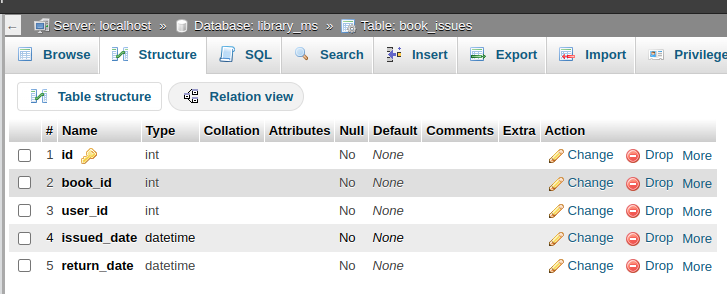 ← Server: localhost » Database: library_ms » Table: book_issues
Browse Structure SQL Search Insert Export Import Privilege
Table structure Relation view
# Name Type Collation Attributes Null Default Comments Extra Action
1 id int No None Change Drop More
2 book_id int No None Change Drop More
3 user_id int No None Change Drop More
4 issued_date datetime No None Change Drop More
5 return_date datetime No None Change Drop More